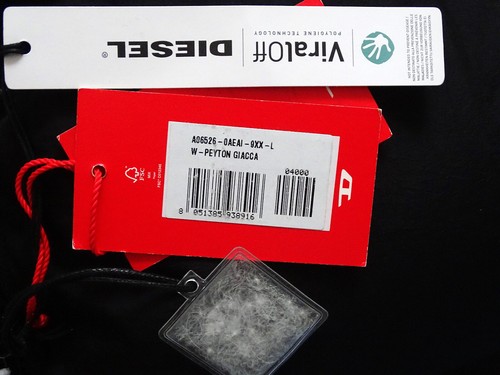 DIESEL
ViralOff
POLYGIENE TECHNOLOGY
A06526-0AEAI-9XX-L
W-PEYTON GIACCA
04000
8 051385 938916
FSC